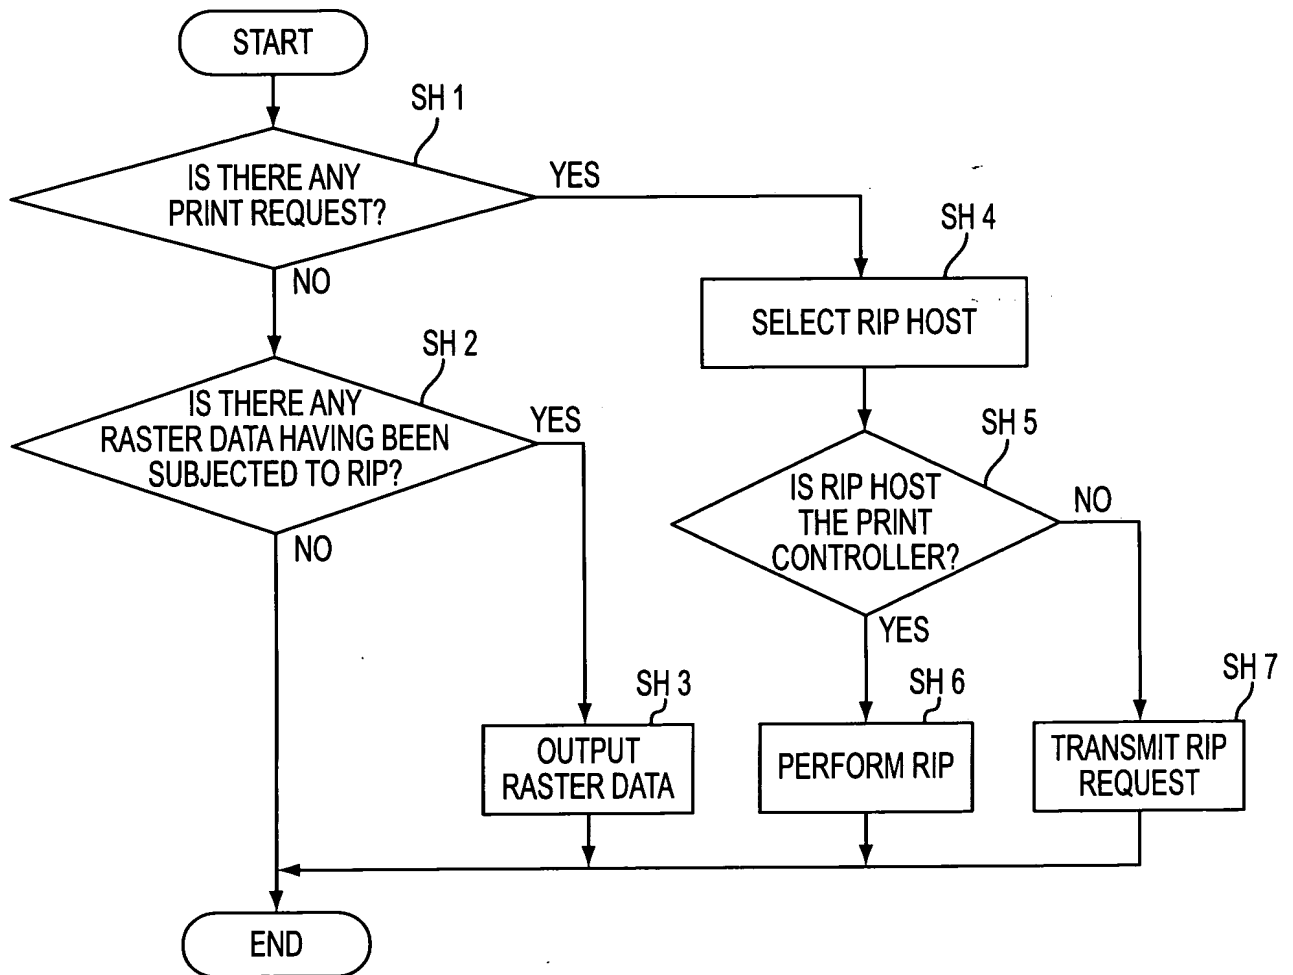 START
SH 1
IS THERE ANY
PRINT REQUEST?
YES
NO
SH 4
SELECT RIP HOST
SH 2
IS THERE ANY
RASTER DATA HAVING BEEN
SUBJECTED TO RIP?
YES
NO
SH 5
IS RIP HOST
THE PRINT
CONTROLLER?
NO
YES
SH 3
OUTPUT
RASTER DATA
SH 6
PERFORM RIP
SH 7
TRANSMIT RIP
REQUEST
END